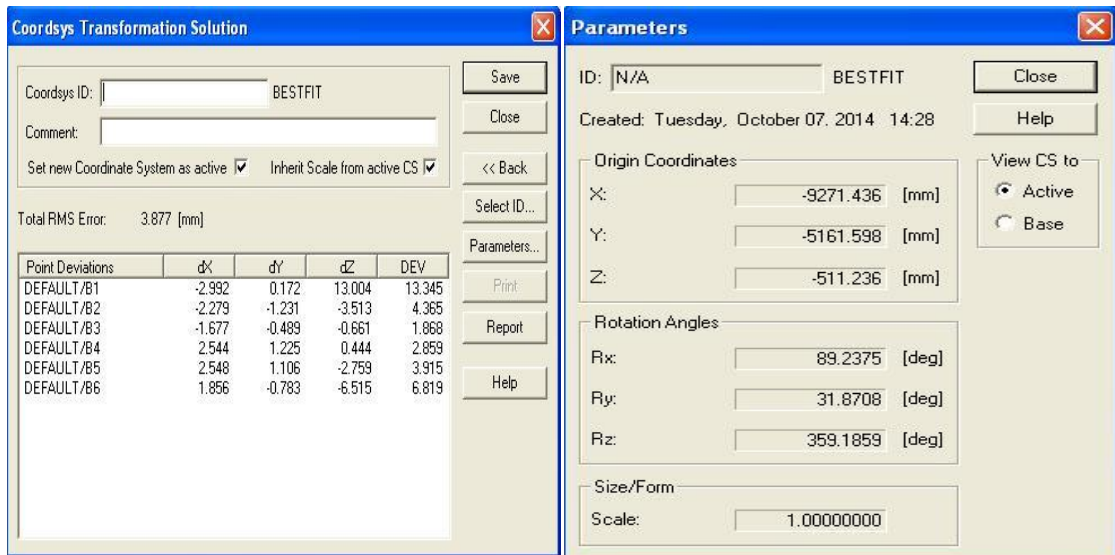 Coordsys Transformation Solution
Coordsys ID: BESTFIT
Comment:
Set new Coordinate System as active Inherit Scale from active CS
Total RMS Error: 3.877 [mm]
Point Deviations dX dY dZ DEV
DEFAULT/B1 -2.992 0.172 13.004 13.345
DEFAULT/B2 -2.279 -1.231 -3.513 4.365
DEFAULT/B3 -1.677 -0.489 -0.661 1.868
DEFAULT/B4 2.544 1.225 0.444 2.859
DEFAULT/B5 2.548 1.106 -2.759 3.915
DEFAULT/B6 1.856 -0.783 -6.515 6.819
Save
Close
<< Back
Select ID...
Parameters...
Print
Report
Help
Parameters
ID: N/A BESTFIT
Created: Tuesday, October 07. 2014 14:28
Origin Coordinates
X: -9271.436 [mm]
Y: -5161.598 [mm]
Z: -511.236 [mm]
Rotation Angles
Rx: 89.2375 [deg]
Ry: 31.8708 [deg]
Rz: 359.1859 [deg]
Size/Form
Scale: 1.00000000
Close
Help
View CS to
Active
Base